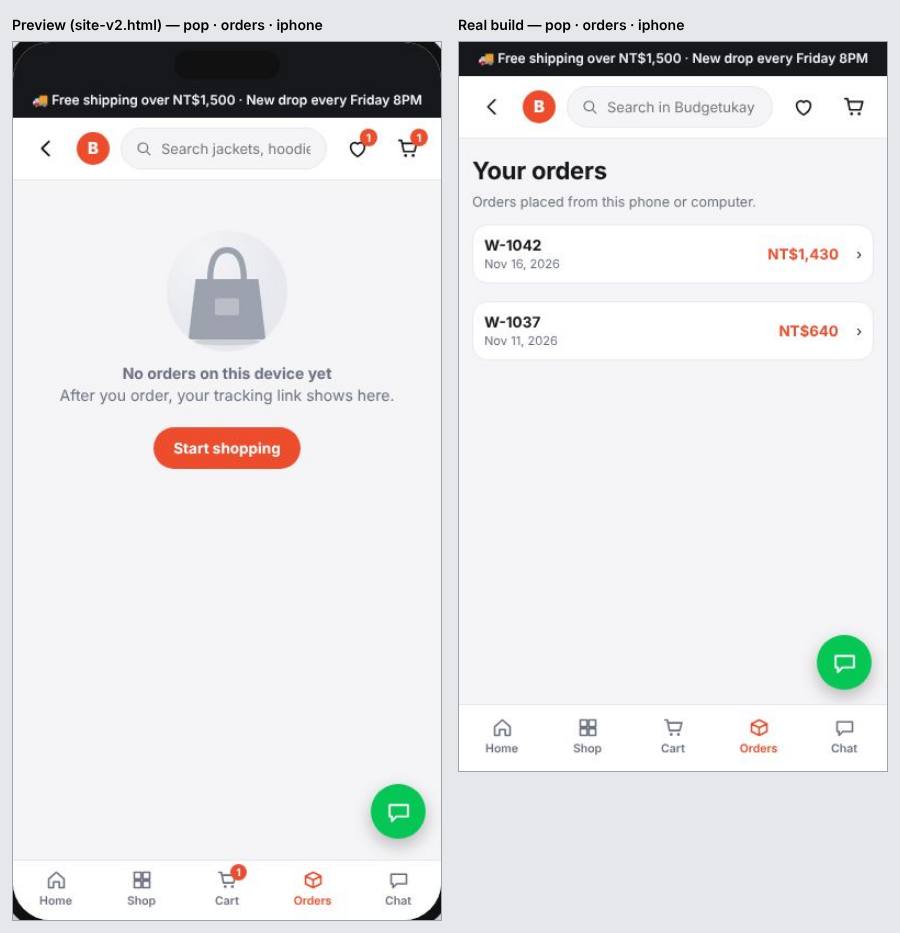 Preview (site-v2.html) — pop · orders · iphone
🚚 Free shipping over NT$1,500 · New drop every Friday 8PM
B
Search jackets, hoodie
1
1
No orders on this device yet
After you order, your tracking link shows here.
Start shopping
1
Home
Shop
Cart
Orders
Chat
Real build — pop · orders · iphone
🚚 Free shipping over NT$1,500 · New drop every Friday 8PM
B
Search in Budgetukay
Your orders
Orders placed from this phone or computer.
W-1042
Nov 16, 2026
NT$1,430 ›
W-1037
Nov 11, 2026
NT$640 ›
Home
Shop
Cart
Orders
Chat